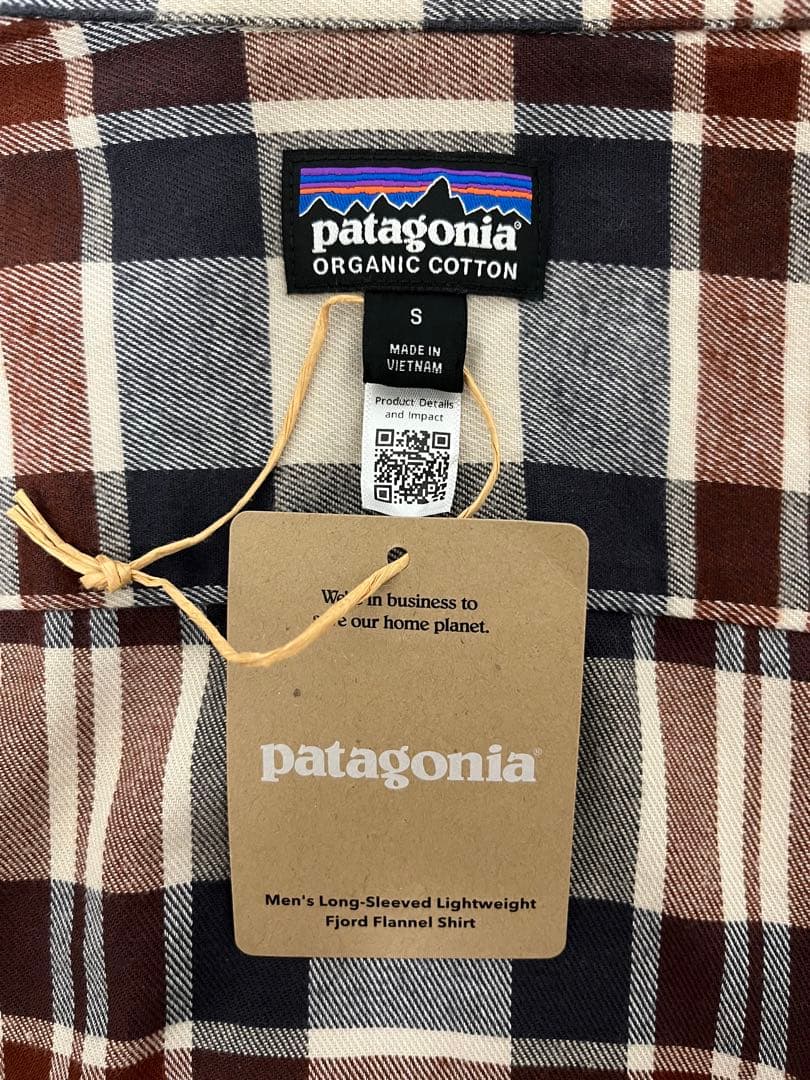 patagonia®
ORGANIC COTTON
S
MADE IN
VIETNAM
Product Details
and Impact
in business to
our home planet.
patagonia®
Men's Long-Sleeved Lightweight
Fjord Flannel Shirt